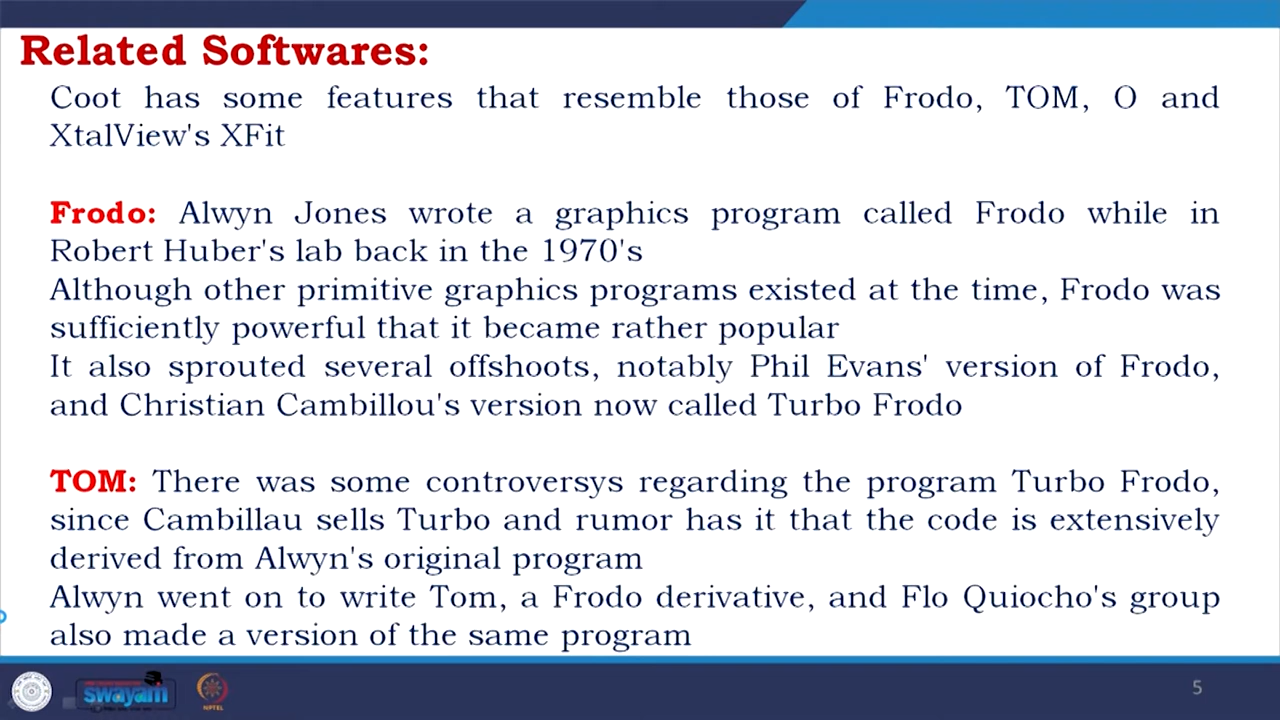 Related Softwares:
Coot has some features that resemble those of Frodo, TOM, O and
XtalView's XFit
Frodo: Alwyn Jones wrote a graphics program called Frodo while in
Robert Huber's lab back in the 1970's
Although other primitive graphics programs existed at the time, Frodo was
sufficiently powerful that it became rather popular
It also sprouted several offshoots, notably Phil Evans' version of Frodo,
and Christian Cambillou's version now called Turbo Frodo
TOM: There was some controversys regarding the program Turbo Frodo,
since Cambillau sells Turbo and rumor has it that the code is extensively
derived from Alwyn's original program
Alwyn went on to write Tom, a Frodo derivative, and Flo Quiocho's group
also made a version of the same program
swayam
NPTEL
5